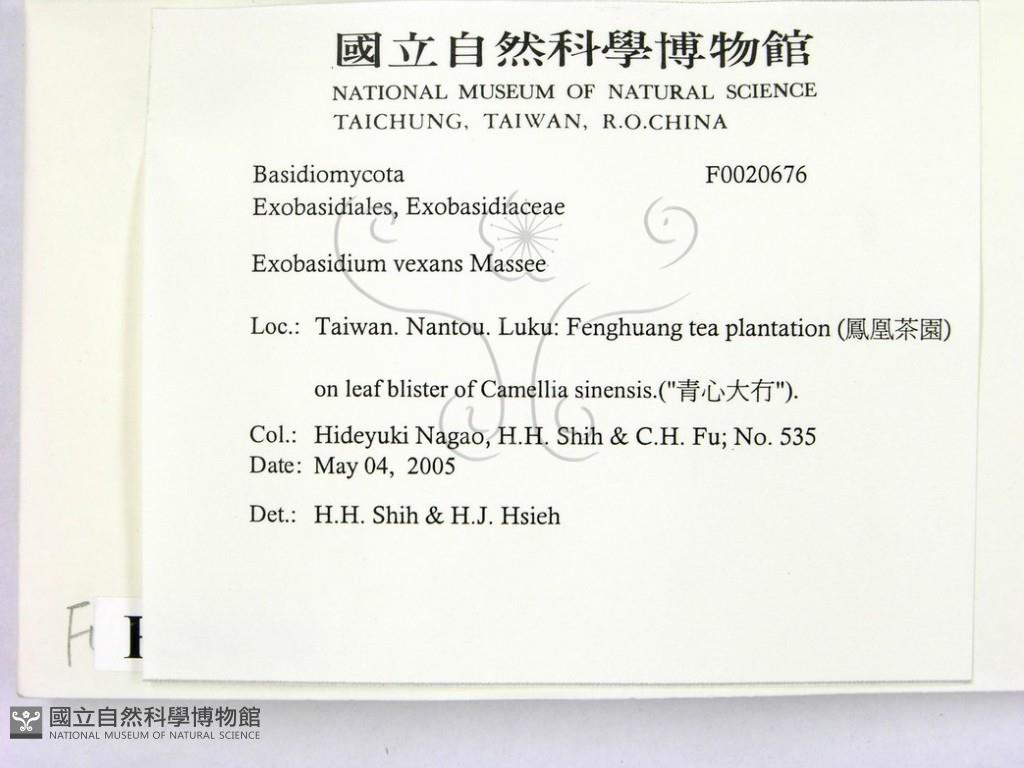 國立自然科學博物館
NATIONAL MUSEUM OF NATURAL SCIENCE
TAICHUNG, TAIWAN, R.O.CHINA
Basidiomycota F0020676
Exobasidiales, Exobasidiaceae
Exobasidium vexans Massee
Loc.: Taiwan. Nantou. Luku: Fenghuang tea plantation (鳳凰茶園)
on leaf blister of Camellia sinensis.("青心大冇").
Col.: Hideyuki Nagao, H.H. Shih & C.H. Fu; No. 535
Date: May 04, 2005
Det.: H.H. Shih & H.J. Hsieh
國立自然科學博物館
NATIONAL MUSEUM OF NATURAL SCIENCE